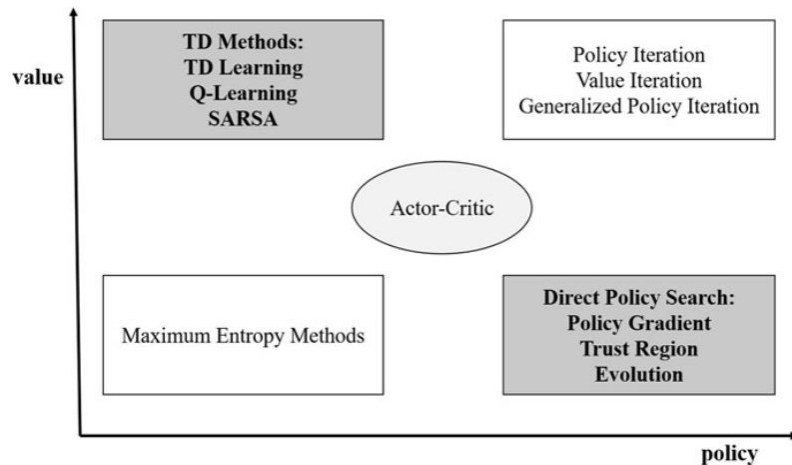 value
TD Methods:
TD Learning
Q-Learning
SARSA
Policy Iteration
Value Iteration
Generalized Policy Iteration
Actor-Critic
Maximum Entropy Methods
Direct Policy Search:
Policy Gradient
Trust Region
Evolution
policy